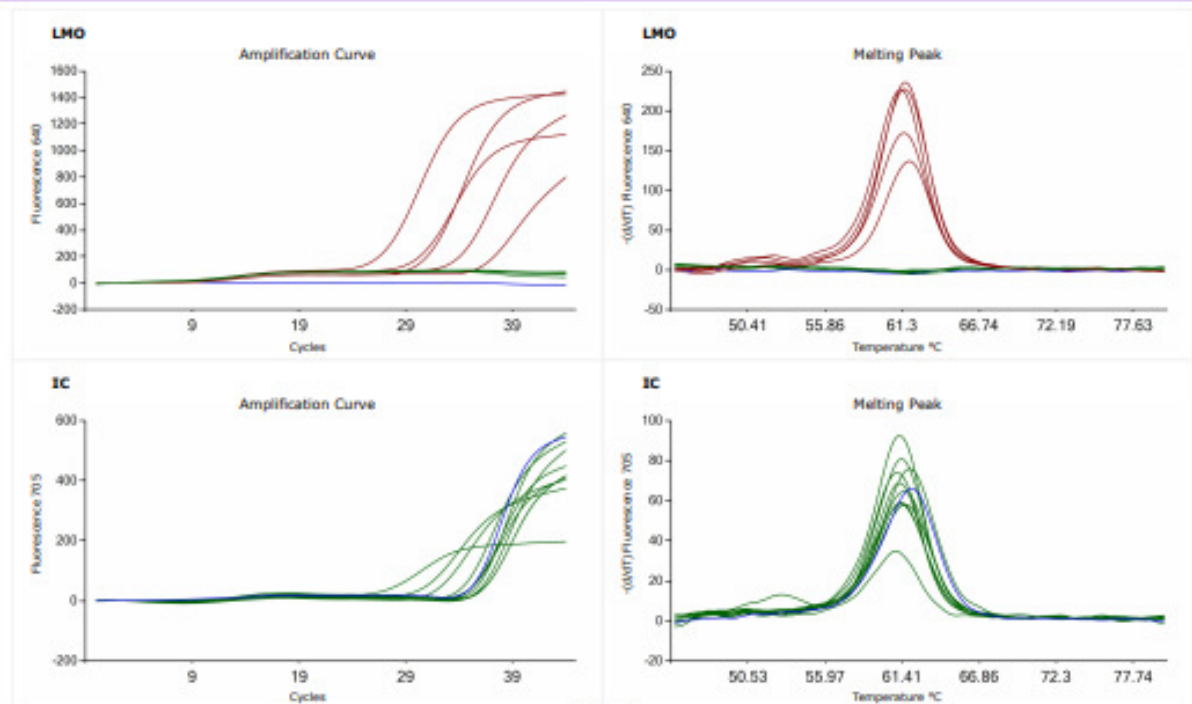 LMO
Amplification Curve
1600
1400
1200
1000
800
600
400
200
0
-200
Fluorescence 640
9 19 29 39
Cycles
LMO
Melting Peak
250
200
150
100
50
0
-50
-(d/dT) Fluorescence 640
50.41 55.86 61.3 66.74 72.19 77.63
Temperature ºC
IC
Amplification Curve
600
400
200
0
-200
Fluorescence 705
9 19 29 39
Cycles
IC
Melting Peak
100
80
60
40
20
0
-20
-(d/dT) Fluorescence 705
50.53 55.97 61.41 66.86 72.3 77.74
Temperature ºC